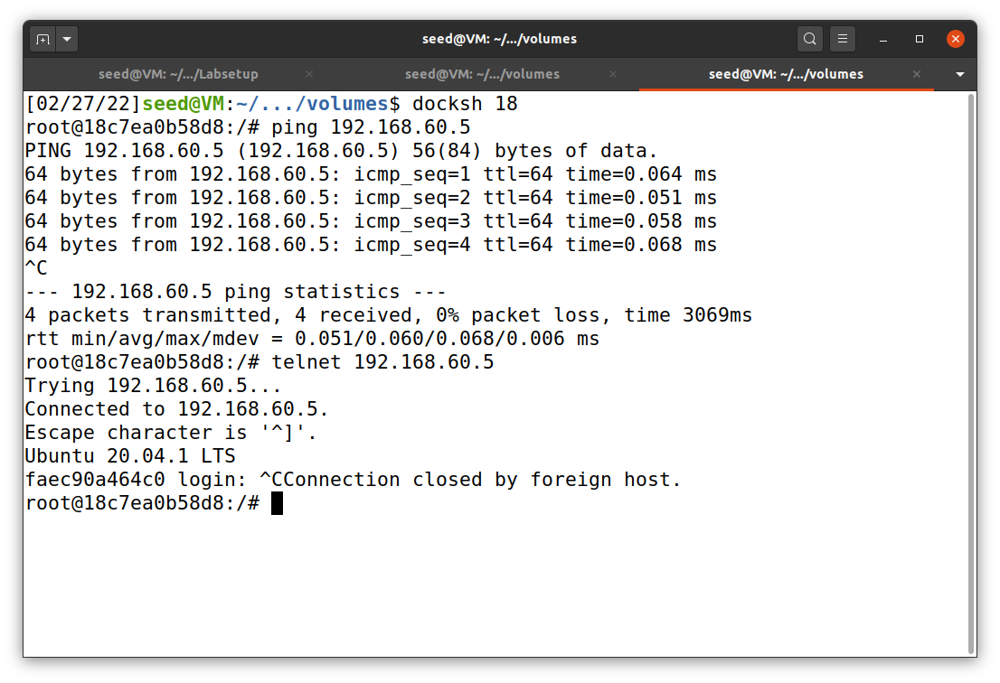 seed@VM: ~/.../volumes
seed@VM: ~/.../Labsetup
seed@VM: ~/.../volumes
seed@VM: ~/.../volumes
[02/27/22]seed@VM:~/.../volumes$ docksh 18
root@18c7ea0b58d8:/# ping 192.168.60.5
PING 192.168.60.5 (192.168.60.5) 56(84) bytes of data.
64 bytes from 192.168.60.5: icmp_seq=1 ttl=64 time=0.064 ms
64 bytes from 192.168.60.5: icmp_seq=2 ttl=64 time=0.051 ms
64 bytes from 192.168.60.5: icmp_seq=3 ttl=64 time=0.058 ms
64 bytes from 192.168.60.5: icmp_seq=4 ttl=64 time=0.068 ms
^C
--- 192.168.60.5 ping statistics ---
4 packets transmitted, 4 received, 0% packet loss, time 3069ms
rtt min/avg/max/mdev = 0.051/0.060/0.068/0.006 ms
root@18c7ea0b58d8:/# telnet 192.168.60.5
Trying 192.168.60.5...
Connected to 192.168.60.5.
Escape character is '^]'.
Ubuntu 20.04.1 LTS
faec90a464c0 login: ^CConnection closed by foreign host.
root@18c7ea0b58d8:/#